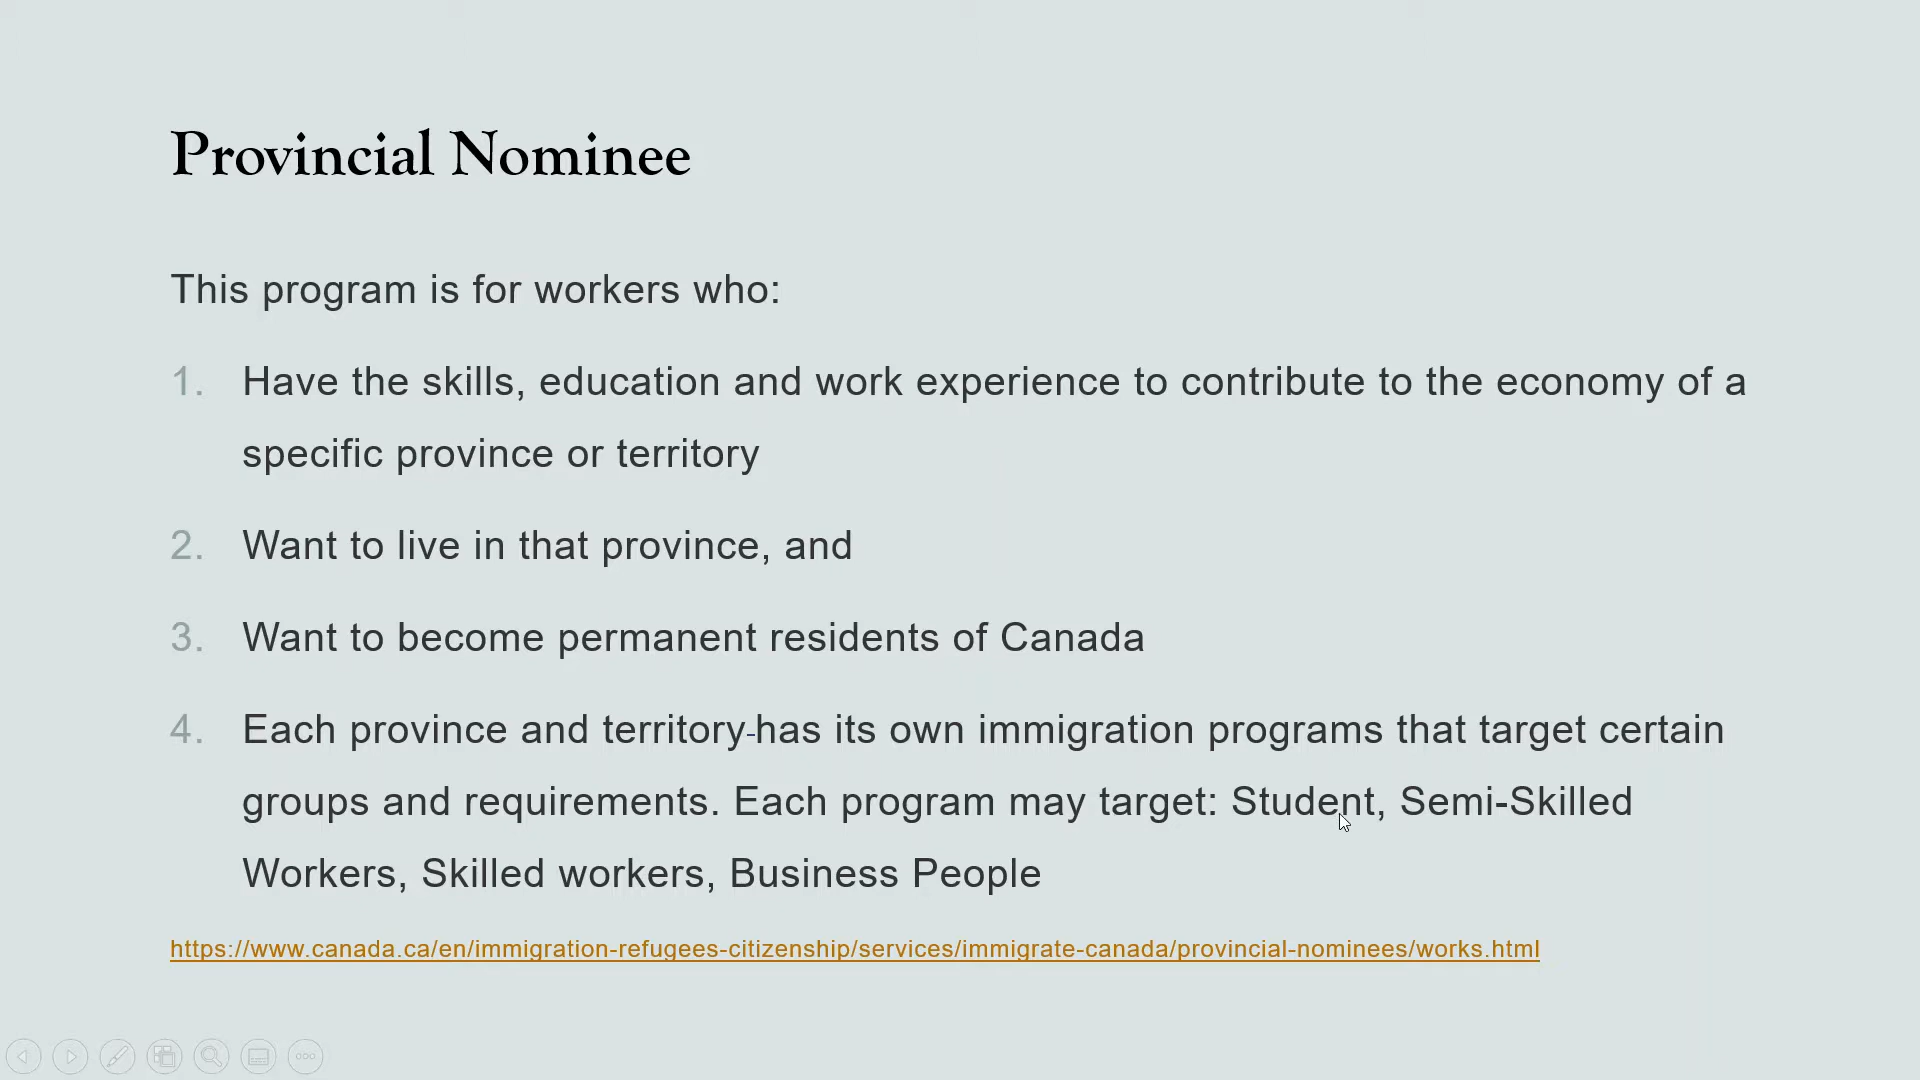 Provincial Nominee
This program is for workers who:
1. Have the skills, education and work experience to contribute to the economy of a
specific province or territory
2. Want to live in that province, and
3. Want to become permanent residents of Canada
4. Each province and territory has its own immigration programs that target certain
groups and requirements. Each program may target: Student, Semi-Skilled
Workers, Skilled workers, Business People
https://www.canada.ca/en/immigration-refugees-citizenship/services/immigrate-canada/provincial-nominees/works.html